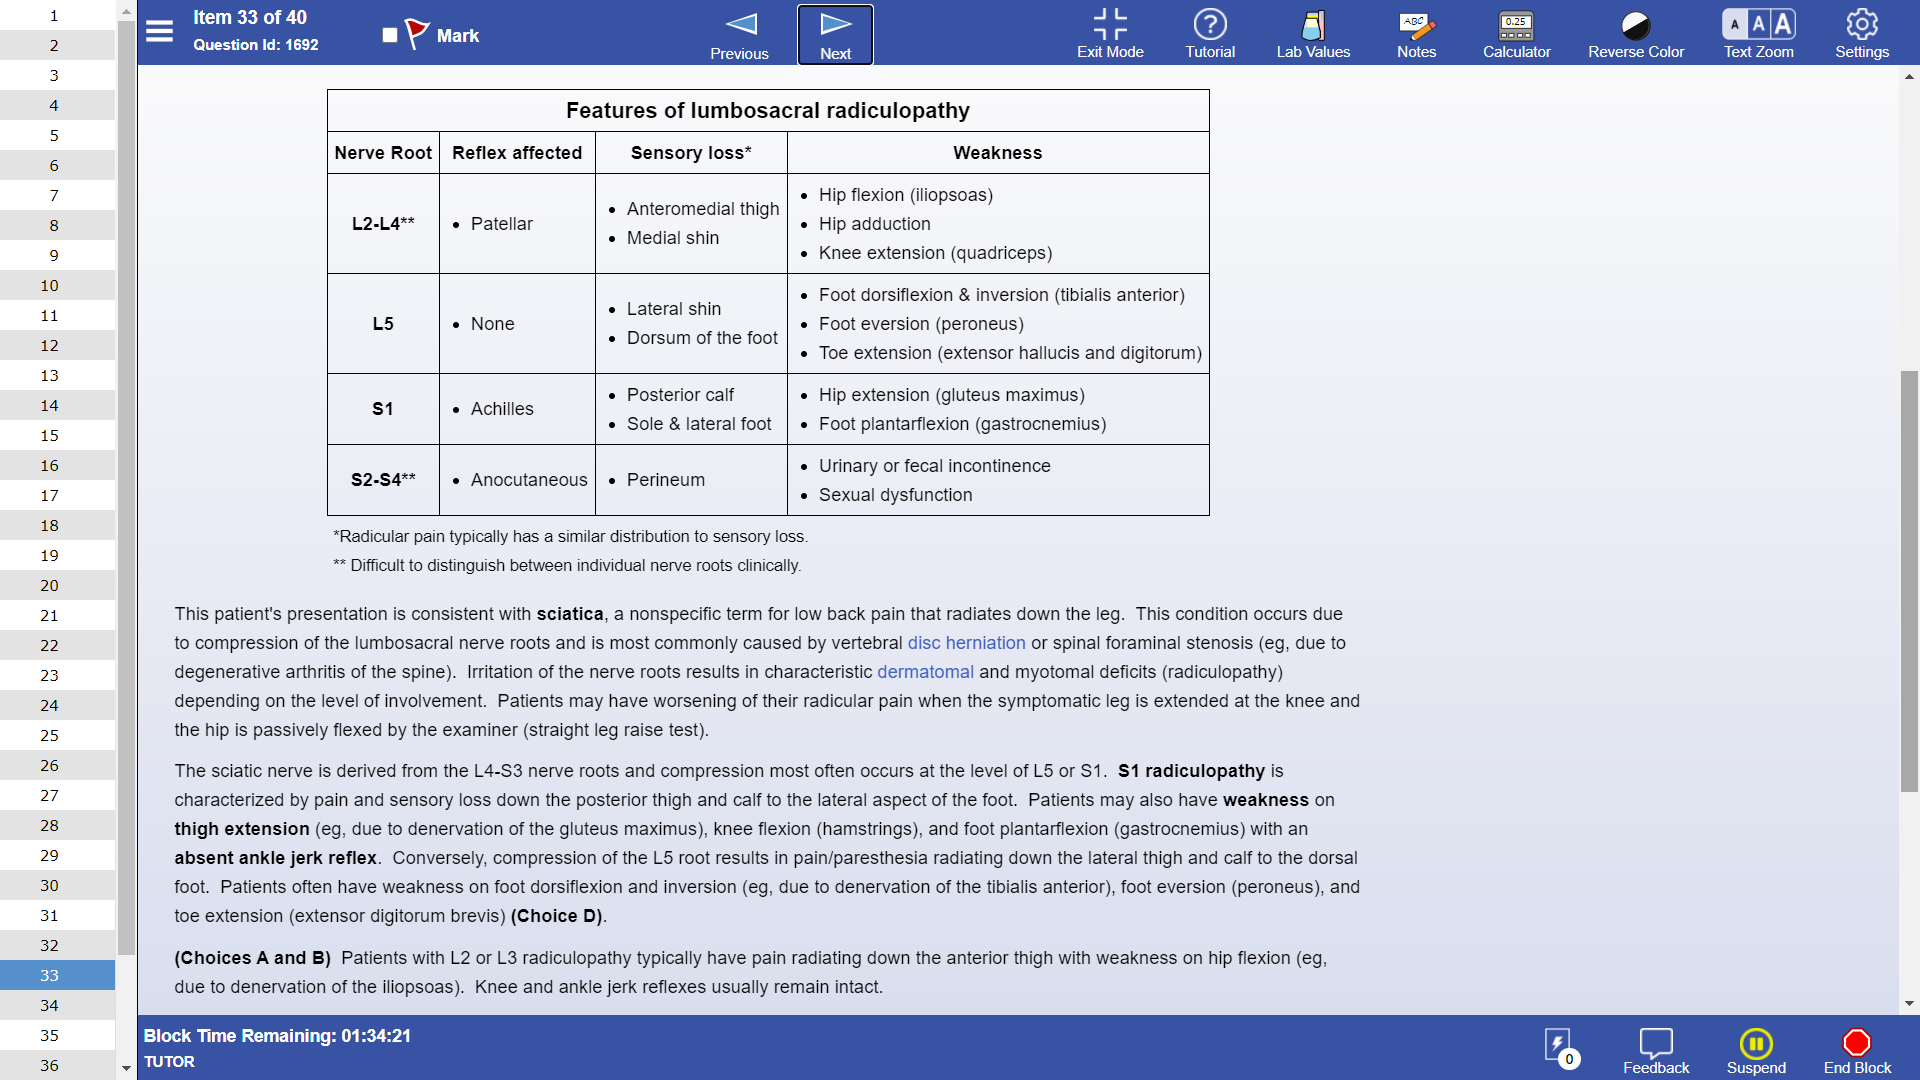 Item 33 of 40
Question Id: 1692
Mark
Previous
Next
Exit Mode
Tutorial
Lab Values
ABC
Notes
0.25
Calculator
Reverse Color
A A A
Text Zoom
Settings
1
2
3
4
5
6
7
8
9
10
11
12
13
14
15
16
17
18
19
20
21
22
23
24
25
26
27
28
29
30
31
32
33
34
35
36
Features of lumbosacral radiculopathy
Nerve Root Reflex affected Sensory loss* Weakness
L2-L4**
• Patellar
• Anteromedial thigh
• Medial shin
• Hip flexion (iliopsoas)
• Hip adduction
• Knee extension (quadriceps)
L5
• None
• Lateral shin
• Dorsum of the foot
• Foot dorsiflexion & inversion (tibialis anterior)
• Foot eversion (peroneus)
• Toe extension (extensor hallucis and digitorum)
S1
• Achilles
• Posterior calf
• Sole & lateral foot
• Hip extension (gluteus maximus)
• Foot plantarflexion (gastrocnemius)
S2-S4**
• Anocutaneous
• Perineum
• Urinary or fecal incontinence
• Sexual dysfunction
*Radicular pain typically has a similar distribution to sensory loss.
** Difficult to distinguish between individual nerve roots clinically.
This patient's presentation is consistent with sciatica, a nonspecific term for low back pain that radiates down the leg. This condition occurs due
to compression of the lumbosacral nerve roots and is most commonly caused by vertebral disc herniation or spinal foraminal stenosis (eg, due to
degenerative arthritis of the spine). Irritation of the nerve roots results in characteristic dermatomal and myotomal deficits (radiculopathy)
depending on the level of involvement. Patients may have worsening of their radicular pain when the symptomatic leg is extended at the knee and
the hip is passively flexed by the examiner (straight leg raise test).
The sciatic nerve is derived from the L4-S3 nerve roots and compression most often occurs at the level of L5 or S1. S1 radiculopathy is
characterized by pain and sensory loss down the posterior thigh and calf to the lateral aspect of the foot. Patients may also have weakness on
thigh extension (eg, due to denervation of the gluteus maximus), knee flexion (hamstrings), and foot plantarflexion (gastrocnemius) with an
absent ankle jerk reflex. Conversely, compression of the L5 root results in pain/paresthesia radiating down the lateral thigh and calf to the dorsal
foot. Patients often have weakness on foot dorsiflexion and inversion (eg, due to denervation of the tibialis anterior), foot eversion (peroneus), and
toe extension (extensor digitorum brevis) (Choice D).
(Choices A and B) Patients with L2 or L3 radiculopathy typically have pain radiating down the anterior thigh with weakness on hip flexion (eg,
due to denervation of the iliopsoas). Knee and ankle jerk reflexes usually remain intact.
Block Time Remaining: 01:34:21
TUTOR
0
Feedback
Suspend
End Block